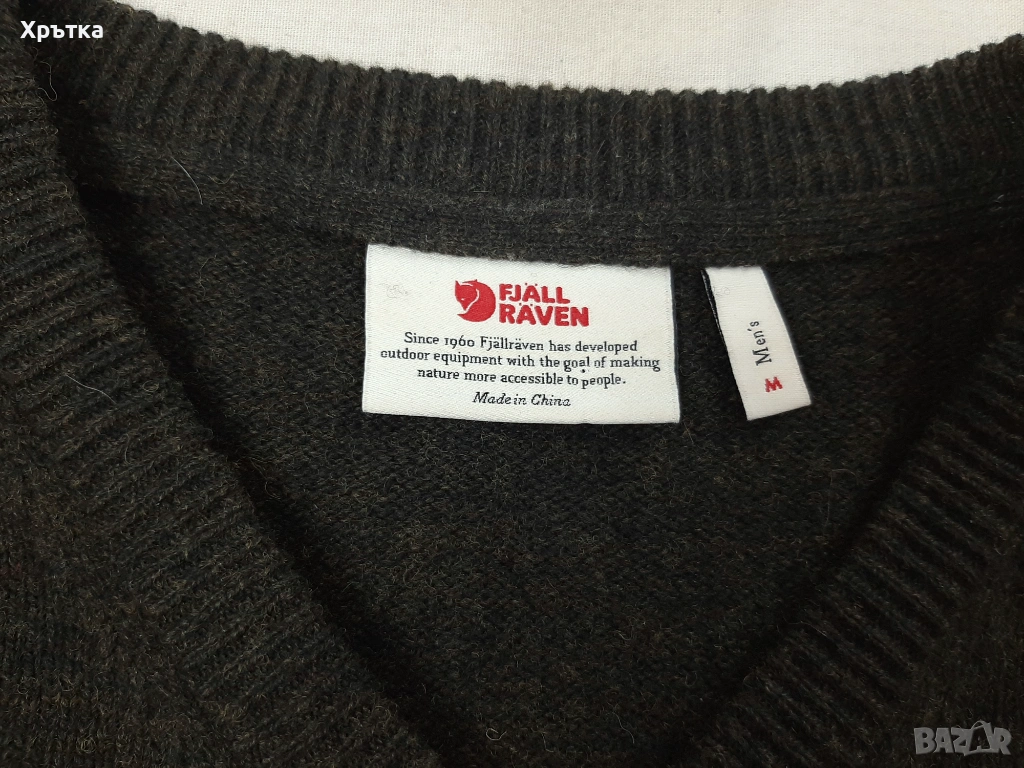 Хрътка
FJÄLL
RÄVEN
Since 1960 Fjällräven has developed
outdoor equipment with the goal of making
nature more accessible to people.
Made in China
Men's
M
BAZAR